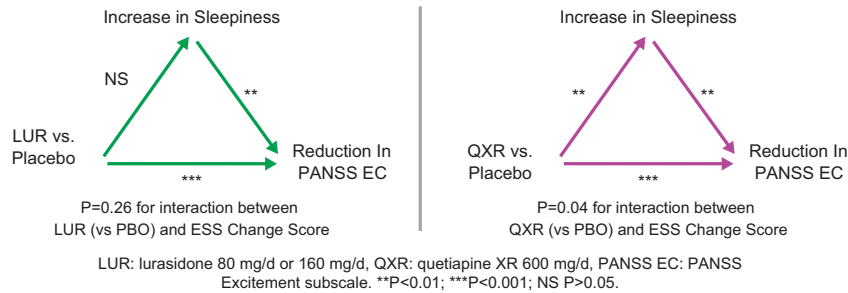 Increase in Sleepiness
NS
**
LUR vs.
Placebo
Reduction In
PANSS EC
***
P=0.26 for interaction between
LUR (vs PBO) and ESS Change Score
Increase in Sleepiness
**
**
QXR vs.
Placebo
Reduction In
PANSS EC
***
P=0.04 for interaction between
QXR (vs PBO) and ESS Change Score
LUR: lurasidone 80 mg/d or 160 mg/d, QXR: quetiapine XR 600 mg/d, PANSS EC: PANSS
Excitement subscale. **P<0.01; ***P<0.001; NS P>0.05.